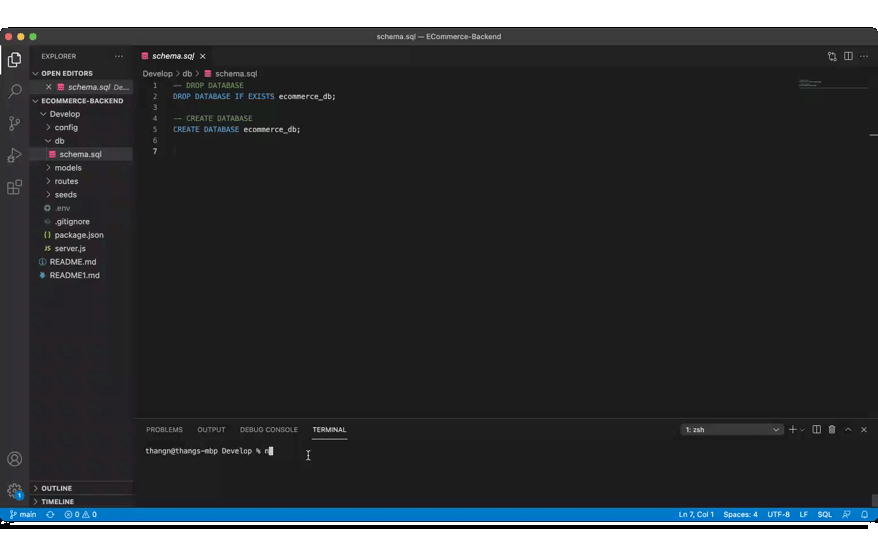 schema.sql — ECommerce-Backend
EXPLORER
schema.sql
OPEN EDITORS
schema.sql De...
Develop > db > schema.sql
ECOMMERCE-BACKEND
Develop
config
db
schema.sql
models
routes
seeds
.env
.gitignore
package.json
JS server.js
README.md
README1.md
1 -- DROP DATABASE
2 DROP DATABASE IF EXISTS ecommerce_db;
3
4 -- CREATE DATABASE
5 CREATE DATABASE ecommerce_db;
6
7
PROBLEMS OUTPUT DEBUG CONSOLE TERMINAL
1: zsh
thangn@thangs-mbp Develop % n
OUTLINE
TIMELINE
1
main 0 0 Ln 7, Col 1 Spaces: 4 UTF-8 LF SQL